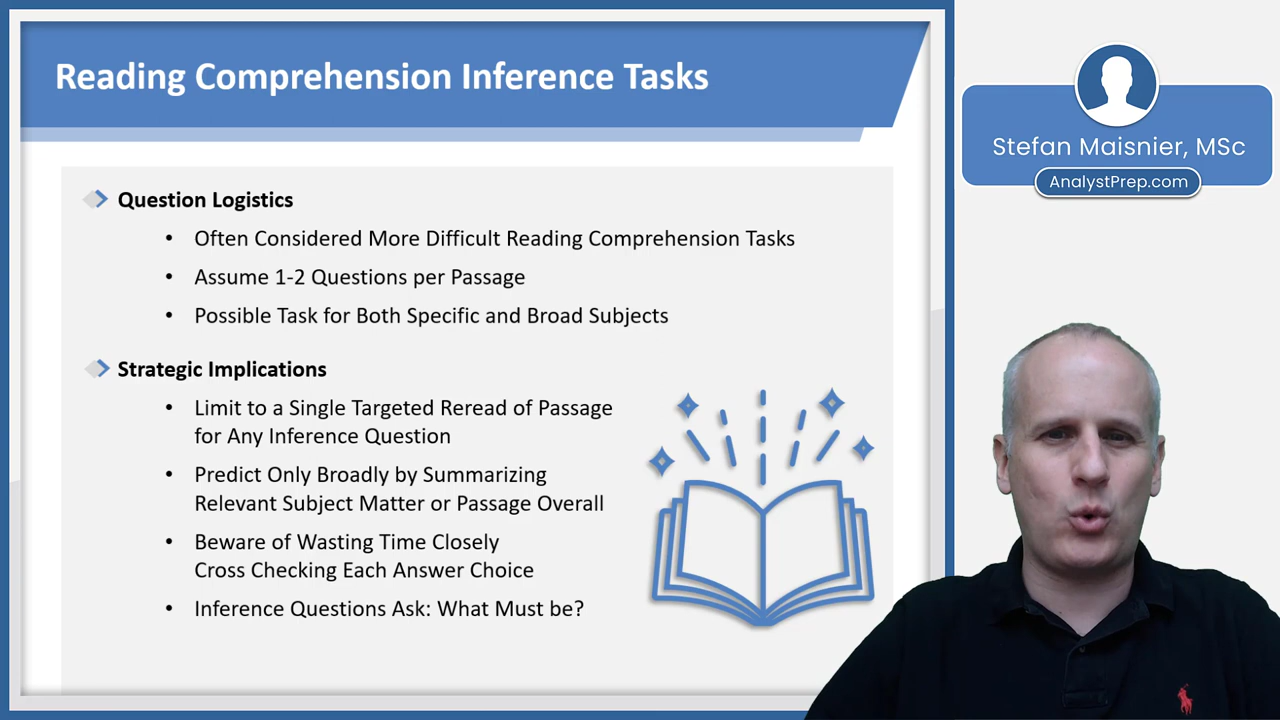 Reading Comprehension Inference Tasks
Question Logistics
• Often Considered More Difficult Reading Comprehension Tasks
• Assume 1-2 Questions per Passage
• Possible Task for Both Specific and Broad Subjects
Strategic Implications
• Limit to a Single Targeted Reread of Passage
for Any Inference Question
• Predict Only Broadly by Summarizing
Relevant Subject Matter or Passage Overall
• Beware of Wasting Time Closely
Cross Checking Each Answer Choice
• Inference Questions Ask: What Must be?
Stefan Maisnier, MSc
AnalystPrep.com